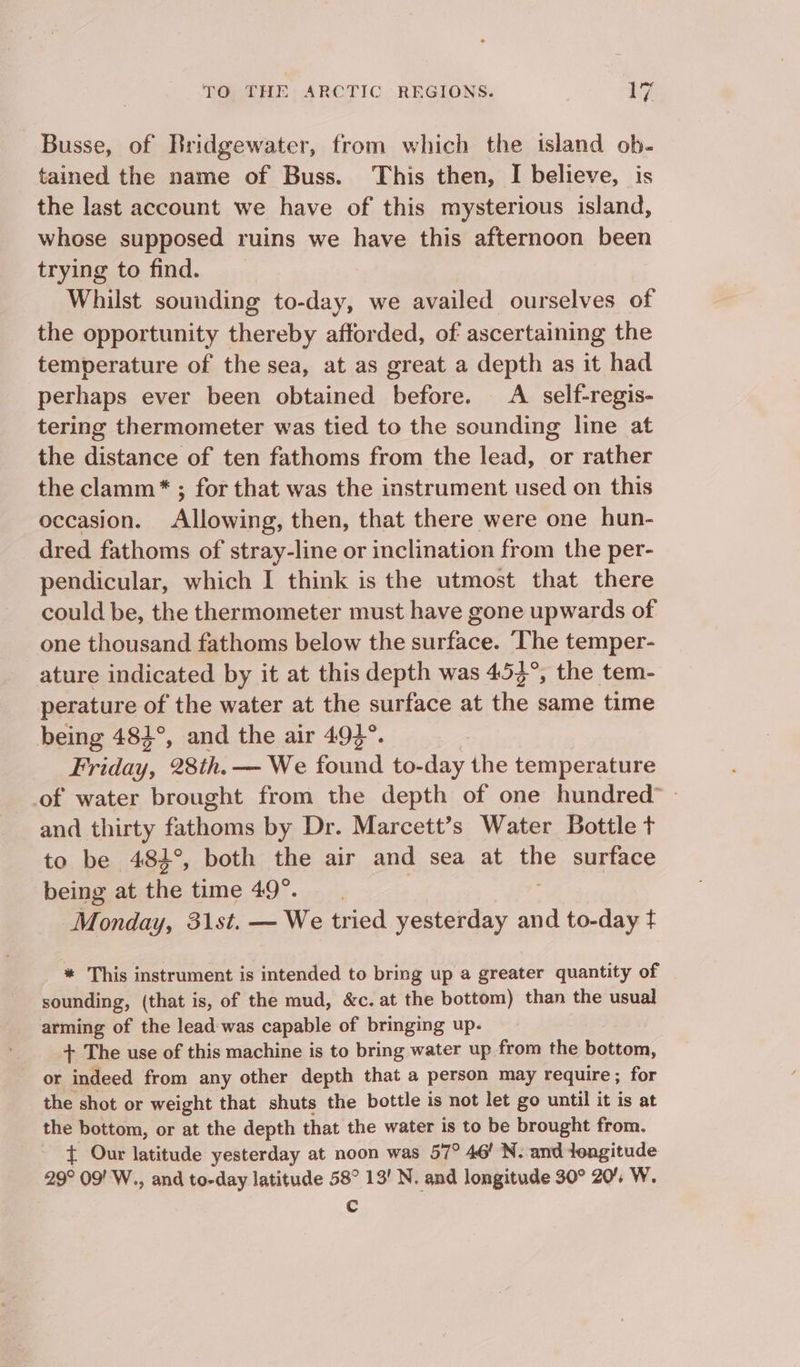 TO THE ARCTIC REGIONS. 17
Busse, of Bridgewater, from which the island ob-
tained the name of Buss. This then, I believe, is
the last account we have of this mysterious island,
whose supposed ruins we have this afternoon been
trying to find.
Whilst sounding to-day, we availed ourselves of
the opportunity thereby afforded, of ascertaining the
temperature of the sea, at as great a depth as it had
perhaps ever been obtained before. A self-regis-
tering thermometer was tied to the sounding line at
the distance of ten fathoms from the lead, or rather
the clamm * ; for that was the instrument used on this
occasion. Allowing, then, that there were one hun-
dred fathoms of stray-line or inclination from the per-
pendicular, which I think is the utmost that there
could be, the thermometer must have gone upwards of
one thousand fathoms below the surface. The temper-
ature indicated by it at this depth was 45½°, the tem-
perature of the water at the surface at the same time
being 48½°, and the air 49½°.
Friday, 28th. — We found to-day the temperature
of water brought from the depth of one hundred
and thirty fathoms by Dr. Marcett's Water Bottle †
to be 48½°, both the air and sea at the surface
being at the time 49°.
Monday, 31st. — We tried yesterday and to-day ‡
* This instrument is intended to bring up a greater quantity of
sounding, (that is, of the mud, &c. at the bottom) than the usual
arming of the lead was capable of bringing up.
† The use of this machine is to bring water up from the bottom,
or indeed from any other depth that a person may require; for
the shot or weight that shuts the bottle is not let go until it is at
the bottom, or at the depth that the water is to be brought from.
‡ Our latitude yesterday at noon was 57° 46' N. and longitude
29° 09' W., and to-day latitude 58° 13' N. and longitude 30° 20'. W.
C